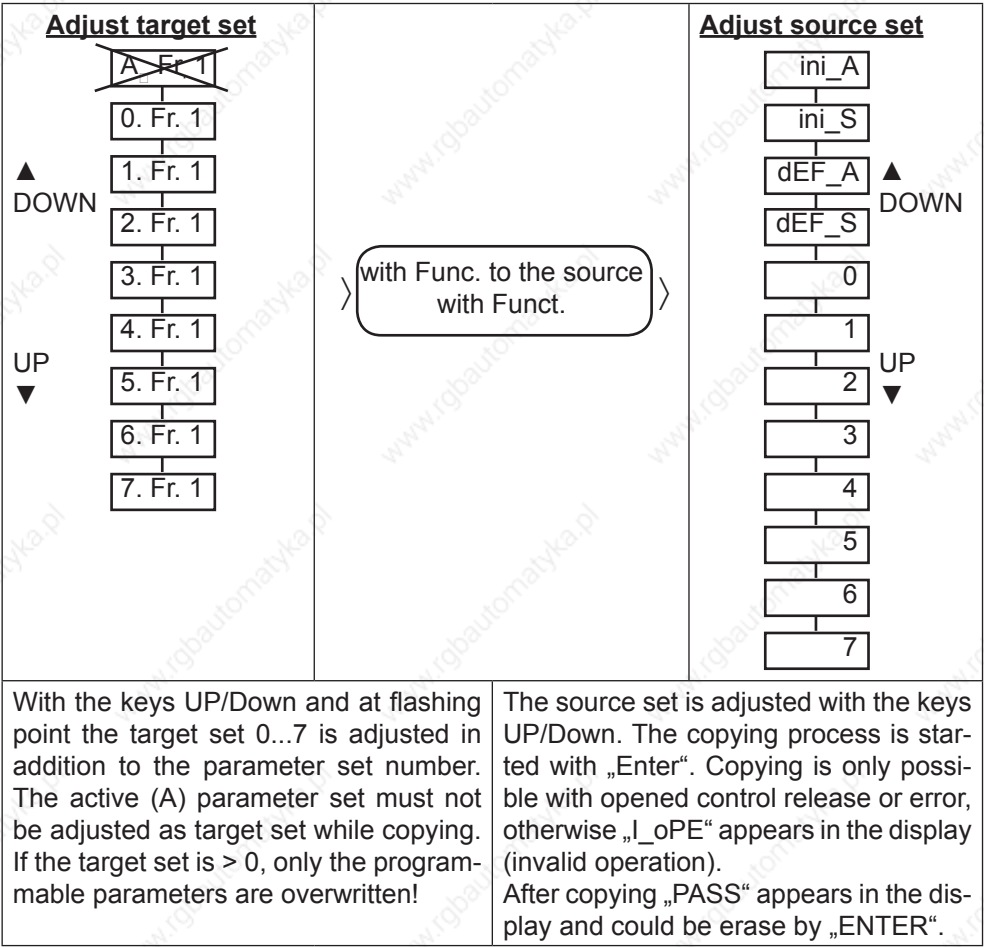 Adjust target set
A. Fr. 1
0. Fr. 1
1. Fr. 1
2. Fr. 1
3. Fr. 1
4. Fr. 1
5. Fr. 1
6. Fr. 1
7. Fr. 1
▲
DOWN
UP
▼
〉
with Func. to the source
with Funct.
〉
Adjust source set
ini_A
ini_S
dEF_A
dEF_S
0
1
2
3
4
5
6
7
▲
DOWN
UP
▼
With the keys UP/Down and at flashing
point the target set 0...7 is adjusted in
addition to the parameter set number.
The active (A) parameter set must not
be adjusted as target set while copying.
If the target set is > 0, only the program-
mable parameters are overwritten!
The source set is adjusted with the keys
UP/Down. The copying process is star-
ted with „Enter“. Copying is only possi-
ble with opened control release or error,
otherwise „I_oPE“ appears in the display
(invalid operation).
After copying „PASS“ appears in the dis-
play and could be erase by „ENTER“.
www.rgbautomatyka.pl